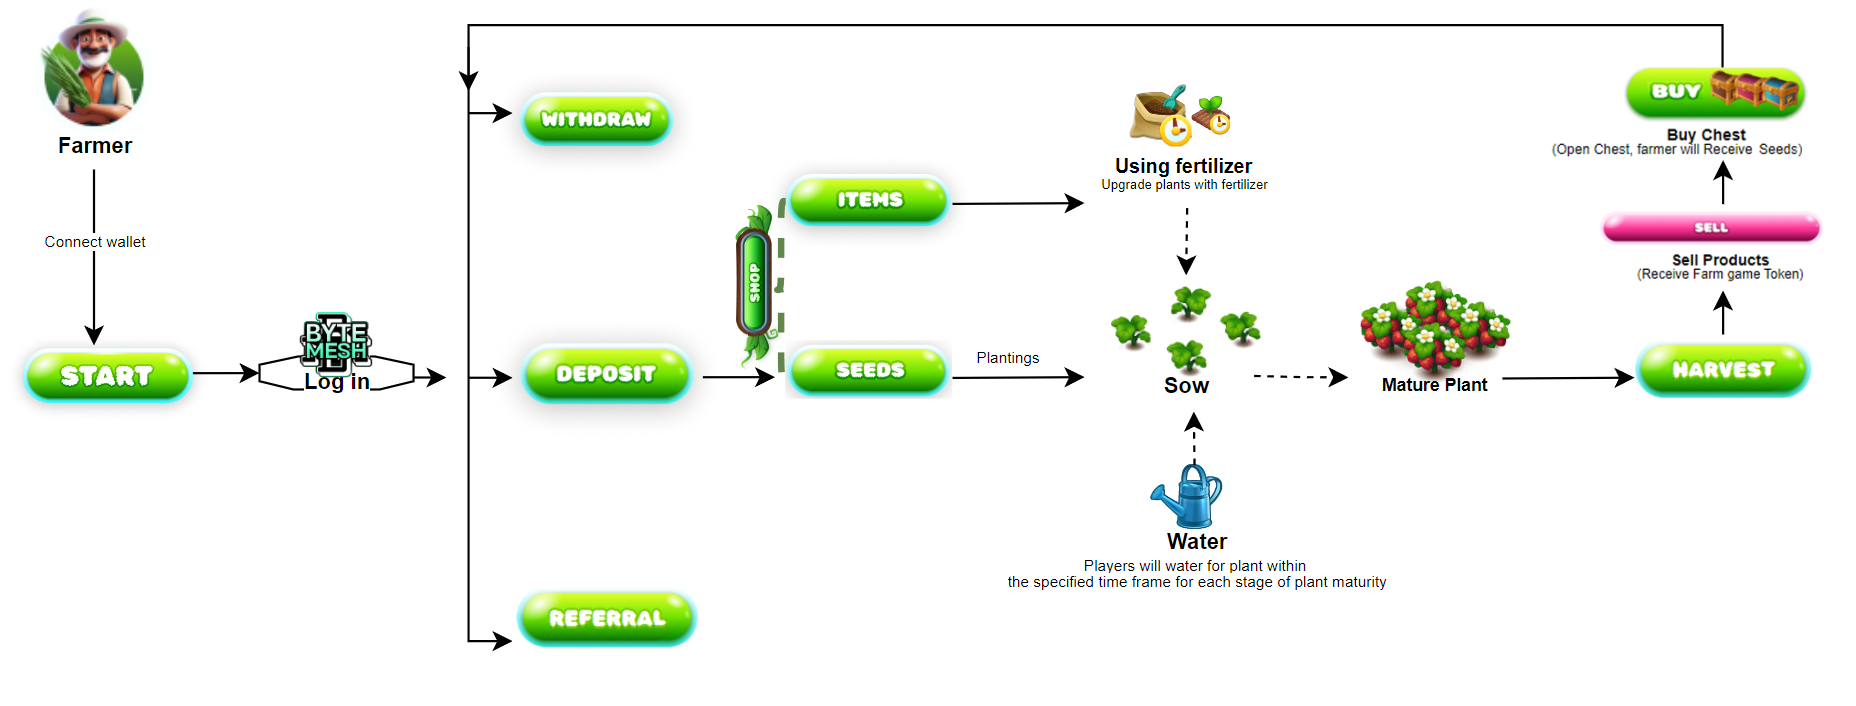 Farmer
Connect wallet
START
BYTE
MESH
Log in
WITHDRAW
DEPOSIT
REFERRAL
SHOP
ITEMS
SEEDS
Plantings
Using fertilizer
Upgrade plants with fertilizer
Sow
Water
Players will water for plant within
the specified time frame for each stage of plant maturity
Mature Plant
HARVEST
Sell Products
(Receive Farm game Token)
SELL
Buy Chest
(Open Chest, farmer will Receive Seeds)
BUY